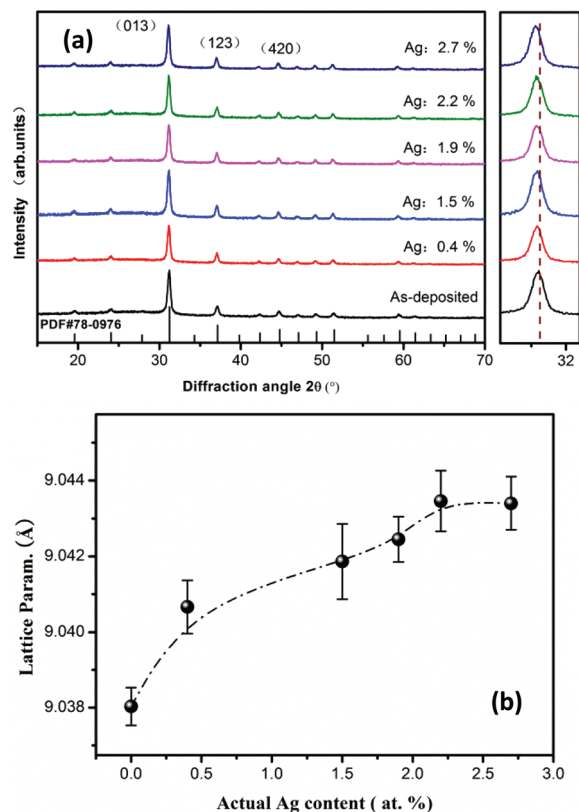 (a)
（013）
（123）
（420）
Ag： 2.7 %
Ag： 2.2 %
Ag： 1.9 %
Ag： 1.5 %
Ag： 0.4 %
As-deposited
PDF#78-0976
Intensity （arb.units）
20 30 40 50 60 70
32
Diffraction angle 2θ (°)
9.044
9.042
9.040
9.038
Lattice Param. (Å)
(b)
0.0 0.5 1.0 1.5 2.0 2.5 3.0
Actual Ag content ( at. %)